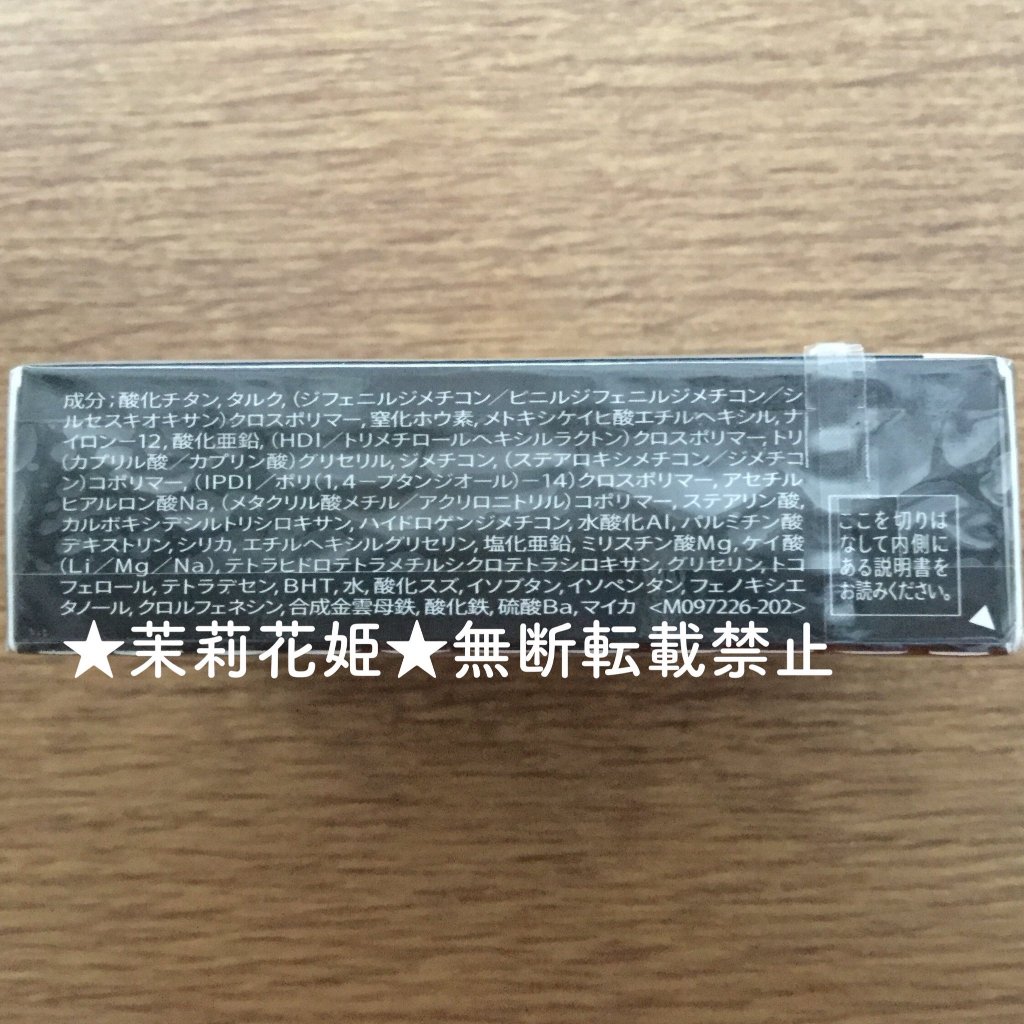 成分;酸化チタン,タルク,(ジフェニルジメチコン/ビニルジフェニルジメチコン/シ
ルセスキオキサン)クロスポリマー,窒化ホウ素,メトキシケイヒ酸エチルヘキシル,ナ
イロン-12,酸化亜鉛,(HDI/トリメチロールヘキシルラクトン)クロスポリマー,トリ
(カプリル酸/カプリン酸)グリセリル,ジメチコン,(ステアロキシメチコン/ジメチコ
ン)コポリマー,(IPDI/ポリ(1,4-ブタンジオール)-14)クロスポリマー,アセチル
ヒアルロン酸Na,(メタクリル酸メチル/アクリロニトリル)コポリマー,ステアリン酸,
カルボキシデシルトリシロキサン,ハイドロゲンジメチコン,水酸化Al,パルミチン酸
デキストリン,シリカ,エチルヘキシルグリセリン,塩化亜鉛,ミリスチン酸Mg,ケイ酸
(Li/Mg/Na),テトラヒドロテトラメチルシクロテトラシロキサン,グリセリン,トコ
フェロール,テトラデセン,BHT,水,酸化スズ,イソブタン,イソペンタン,フェノキシエ
タノール,クロルフェネシン,合成金雲母鉄,酸化鉄,硫酸Ba,マイカ <M097226-202>
ここを切りは
なして内側に
ある説明書を
お読みください。
★茉莉花姫★無断転載禁止